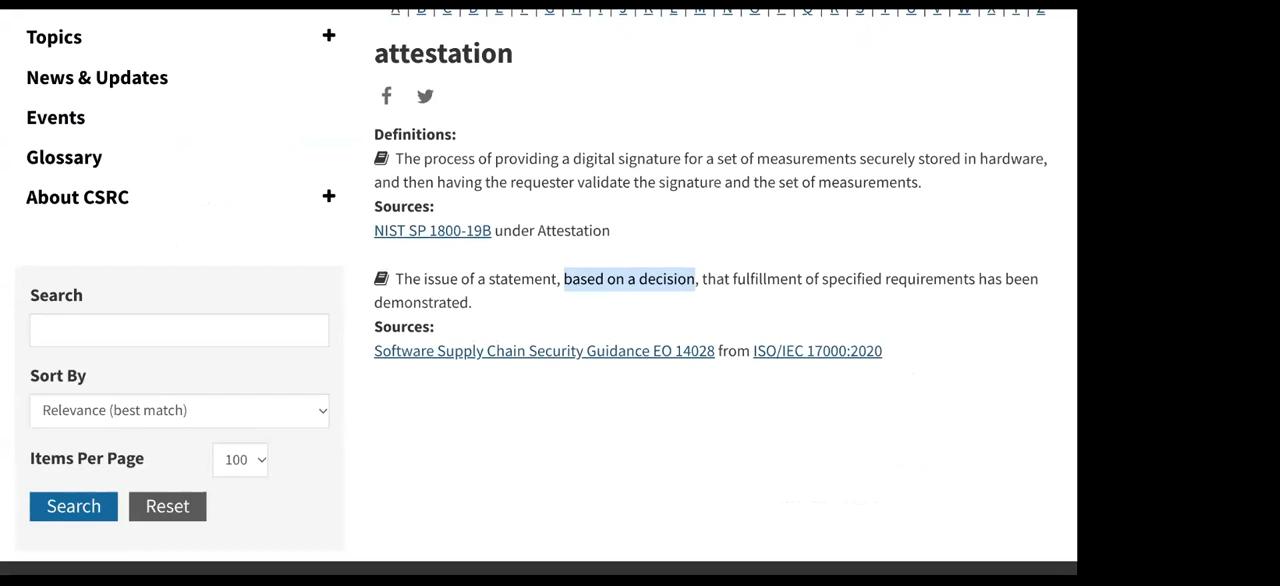 A | B | C | D | E | F | G | H | I | J | K | L | M | N | O | P | Q | R | S | T | U | V | W | X | Y | Z
Topics +
News & Updates
Events
Glossary
About CSRC +
Search
Sort By
Relevance (best match)
Items Per Page
100
Search Reset
attestation
Definitions:
The process of providing a digital signature for a set of measurements securely stored in hardware,
and then having the requester validate the signature and the set of measurements.
Sources:
NIST SP 1800-19B under Attestation
The issue of a statement, based on a decision, that fulfillment of specified requirements has been
demonstrated.
Sources:
Software Supply Chain Security Guidance EO 14028 from ISO/IEC 17000:2020